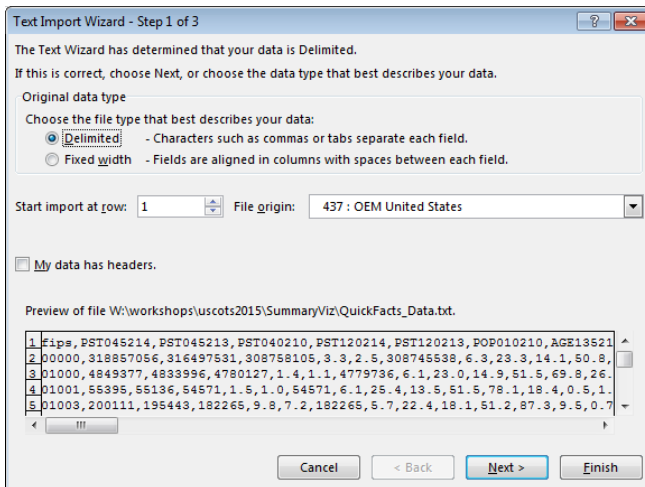 Text Import Wizard - Step 1 of 3
The Text Wizard has determined that your data is Delimited.
If this is correct, choose Next, or choose the data type that best describes your data.
Original data type
Choose the file type that best describes your data:
Delimited - Characters such as commas or tabs separate each field.
Fixed width - Fields are aligned in columns with spaces between each field.
Start import at row: 1 File origin: 437 : OEM United States
My data has headers.
Preview of file W:\workshops\uscots2015\SummaryViz\QuickFacts_Data.txt.
1 fips,PST045214,PST045213,PST040210,PST120214,PST120213,POP010210,AGE13521
2 00000,318857056,316497531,308758105,3.3,2.5,308745538,6.3,23.3,14.1,50.8,
3 01000,4849377,4833996,4780127,1.4,1.1,4779736,6.1,23.0,14.9,51.5,69.8,26.
4 01001,55395,55136,54571,1.5,1.0,54571,6.1,25.4,13.5,51.5,78.1,18.4,0.5,1.
5 01003,200111,195443,182265,9.8,7.2,182265,5.7,22.4,18.1,51.2,87.3,9.5,0.7
Cancel < Back Next > Finish